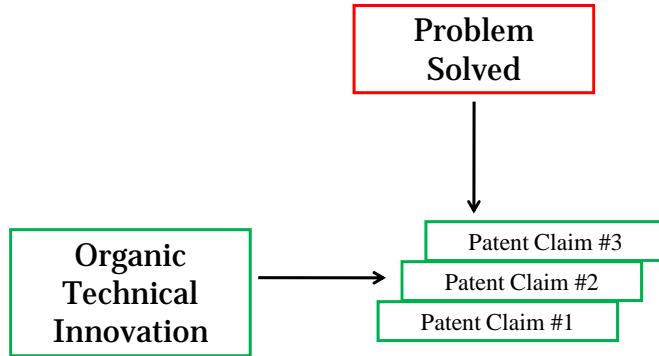 Problem
Solved
Patent Claim #3
Organic
Technical
Innovation
Patent Claim #2
Patent Claim #1